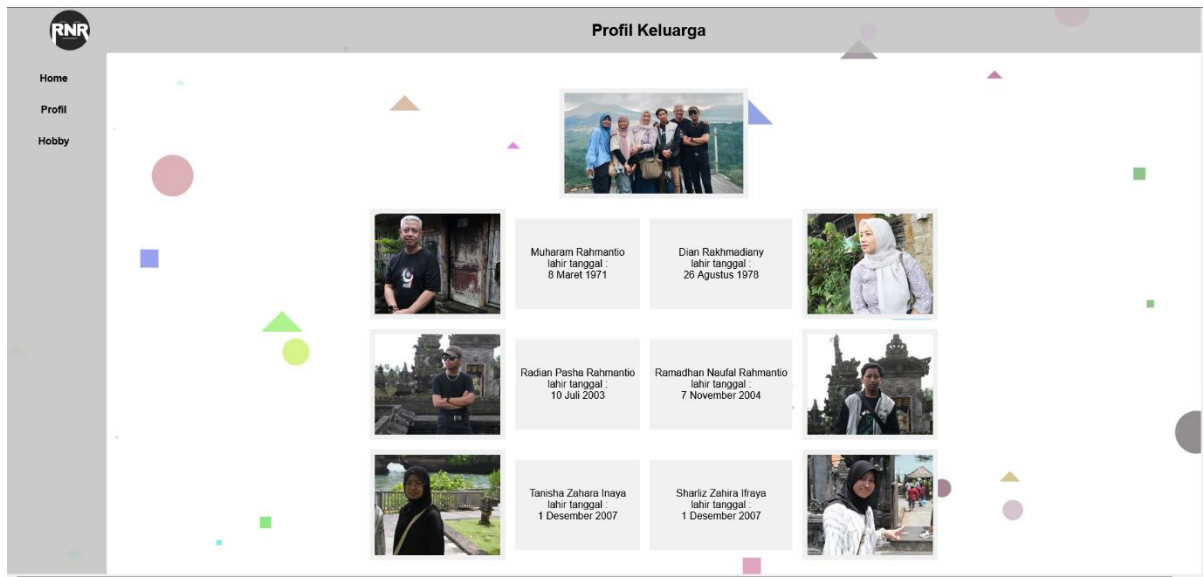 RNR
Profil Keluarga
Home
Profil
Hobby
Muharam Rahmantio
lahir tanggal :
8 Maret 1971
Dian Rakhmadiany
lahir tanggal :
26 Agustus 1978
Radian Pasha Rahmantio
lahir tanggal :
10 Juli 2003
Ramadhan Naufal Rahmantio
lahir tanggal :
7 November 2004
Tanisha Zahara Inaya
lahir tanggal :
1 Desember 2007
Sharliz Zahira Ifraya
lahir tanggal :
1 Desember 2007